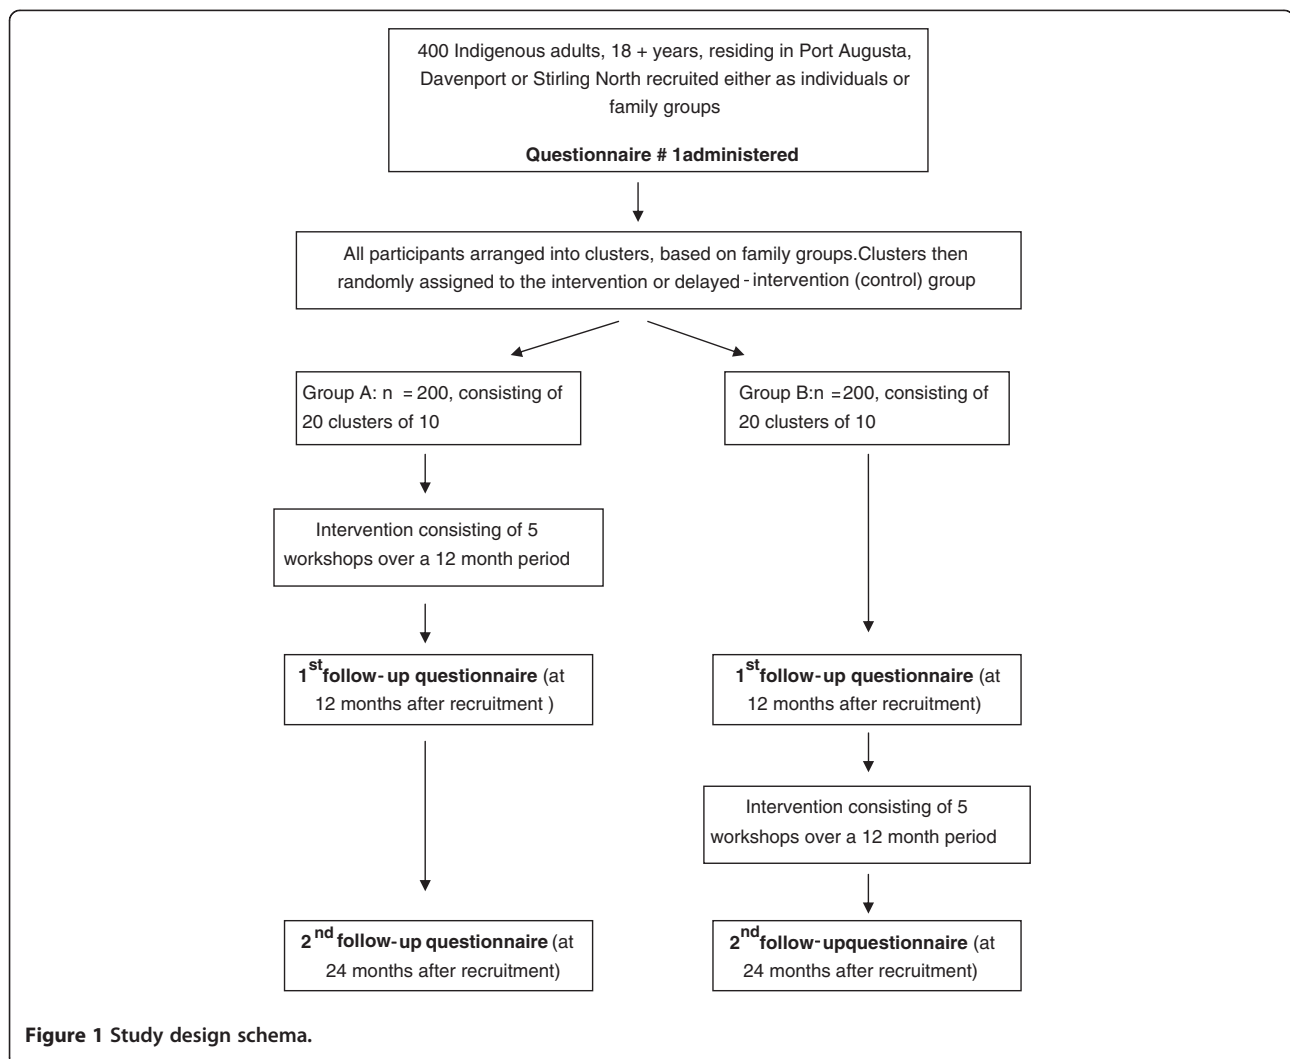 400 Indigenous adults, 18 + years, residing in Port Augusta,
Davenport or Stirling North recruited either as individuals or
family groups
Questionnaire # 1administered
All participants arranged into clusters, based on family groups.Clusters then
randomly assigned to the intervention or delayed - intervention (control) group
Group A: n = 200, consisting of
20 clusters of 10
Group B:n =200, consisting of
20 clusters of 10
Intervention consisting of 5
workshops over a 12 month period
1st follow-up questionnaire (at
12 months after recruitment )
1st follow-up questionnaire (at
12 months after recruitment)
Intervention consisting of 5
workshops over a 12 month period
2nd follow-up questionnaire (at
24 months after recruitment)
2nd follow-upquestionnaire (at
24 months after recruitment)
Figure 1 Study design schema.